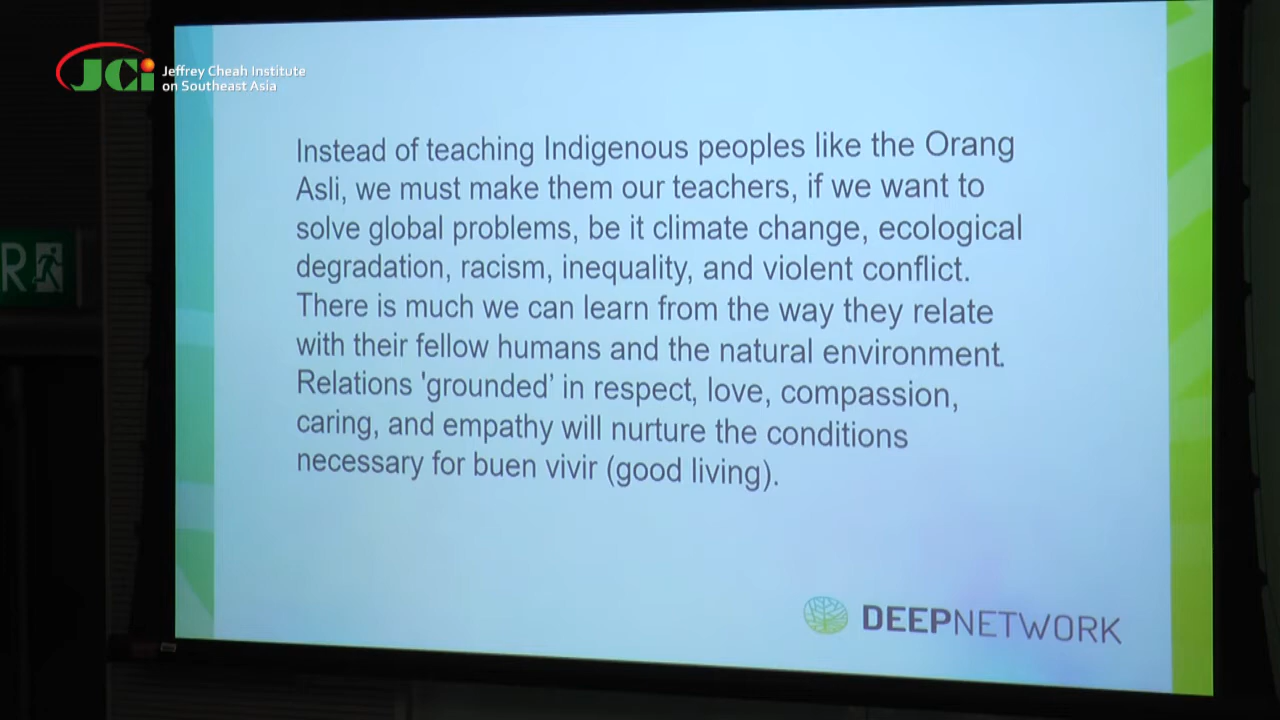 JCi Jeffrey Cheah Institute
on Southeast Asia
R
Instead of teaching Indigenous peoples like the Orang
Asli, we must make them our teachers, if we want to
solve global problems, be it climate change, ecological
degradation, racism, inequality, and violent conflict.
There is much we can learn from the way they relate
with their fellow humans and the natural environment.
Relations 'grounded' in respect, love, compassion,
caring, and empathy will nurture the conditions
necessary for buen vivir (good living).
DEEPNETWORK